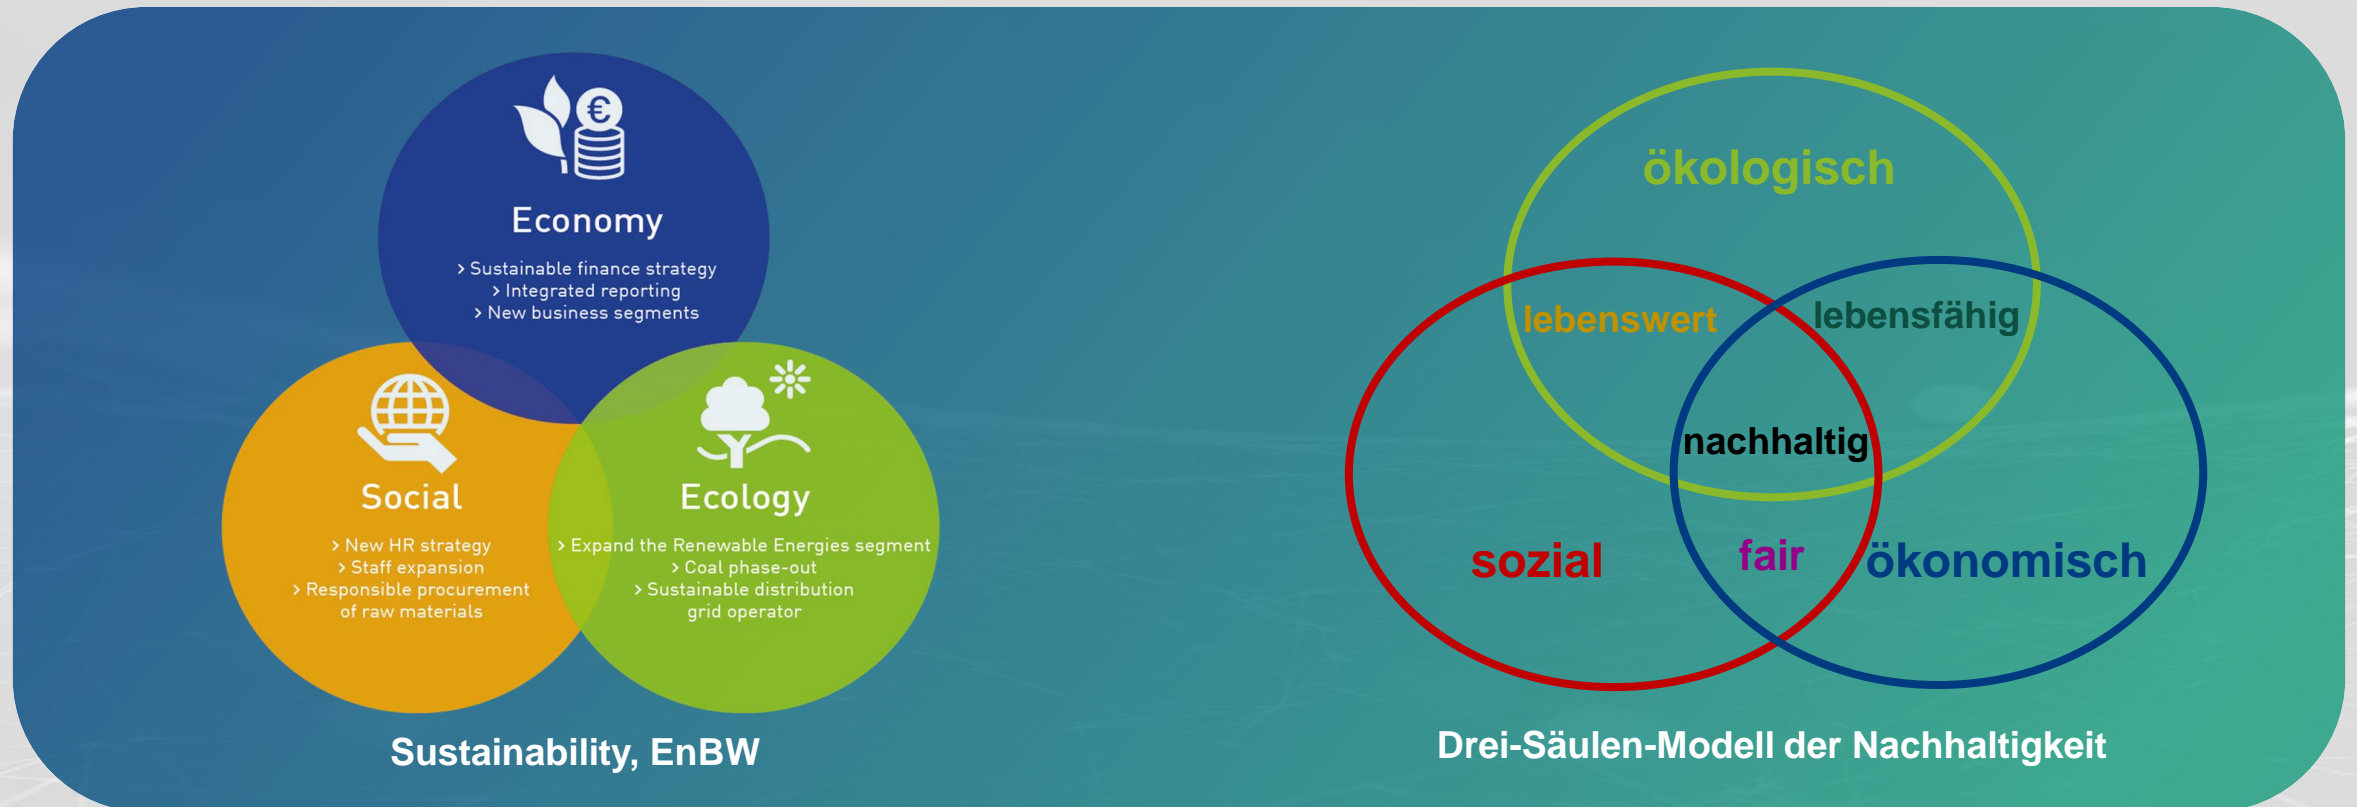 €
Economy
> Sustainable finance strategy
> Integrated reporting
> New business segments
Social
> New HR strategy
> Staff expansion
> Responsible procurement
of raw materials
Ecology
> Expand the Renewable Energies segment
> Coal phase-out
> Sustainable distribution
grid operator
Sustainability, EnBW
ökologisch
lebenswert
lebensfähig
nachhaltig
sozial
fair
ökonomisch
Drei-Säulen-Modell der Nachhaltigkeit